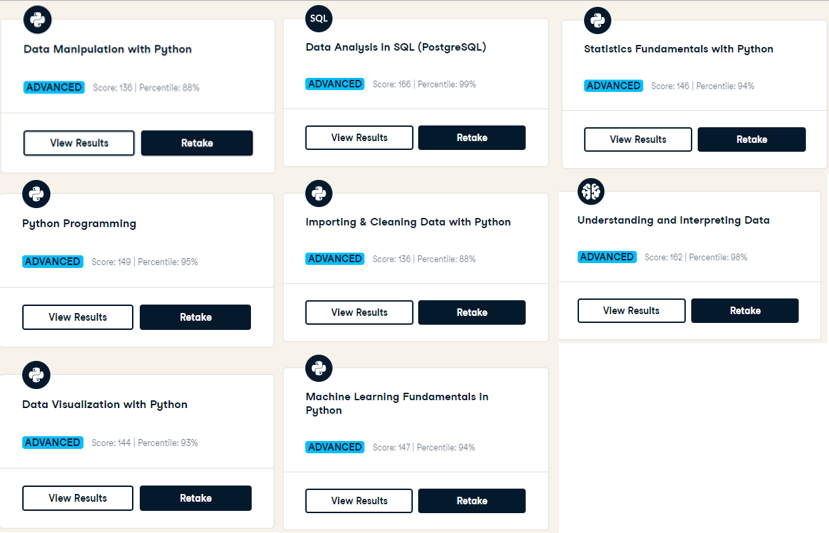 Data Manipulation with Python
ADVANCED Score: 136 | Percentile: 88%
View Results Retake
SQL
Data Analysis in SQL (PostgreSQL)
ADVANCED Score: 166 | Percentile: 99%
View Results Retake
Statistics Fundamentals with Python
ADVANCED Score: 146 | Percentile: 94%
View Results Retake
Python Programming
ADVANCED Score: 149 | Percentile: 95%
View Results Retake
Importing & Cleaning Data with Python
ADVANCED Score: 136 | Percentile: 88%
View Results Retake
Understanding and Interpreting Data
ADVANCED Score: 162 | Percentile: 98%
View Results Retake
Data Visualization with Python
ADVANCED Score: 144 | Percentile: 93%
View Results Retake
Machine Learning Fundamentals in
Python
ADVANCED Score: 147 | Percentile: 94%
View Results Retake